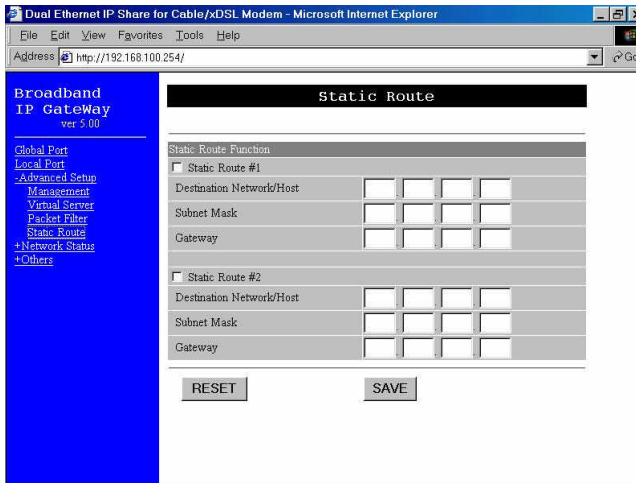 Dual Ethernet IP Share for Cable/xDSL Modem - Microsoft Internet Explorer
File Edit View Favorites Tools Help
Address http://192.168.100.254/
Go
Broadband
IP GateWay
ver 5.00
Global Port
Local Port
-Advanced Setup
Management
Virtual Server
Packet Filter
Static Route
+Network Status
+Others
Static Route
Static Route Function
Static Route #1
Destination Network/Host
Subnet Mask
Gateway
Static Route #2
Destination Network/Host
Subnet Mask
Gateway
RESET SAVE